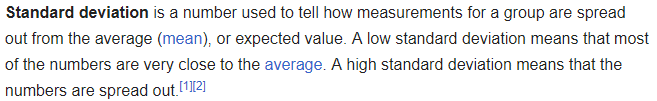 Standard deviation is a number used to tell how measurements for a group are spread
out from the average (mean), or expected value. A low standard deviation means that most
of the numbers are very close to the average. A high standard deviation means that the
numbers are spread out.[1][2]